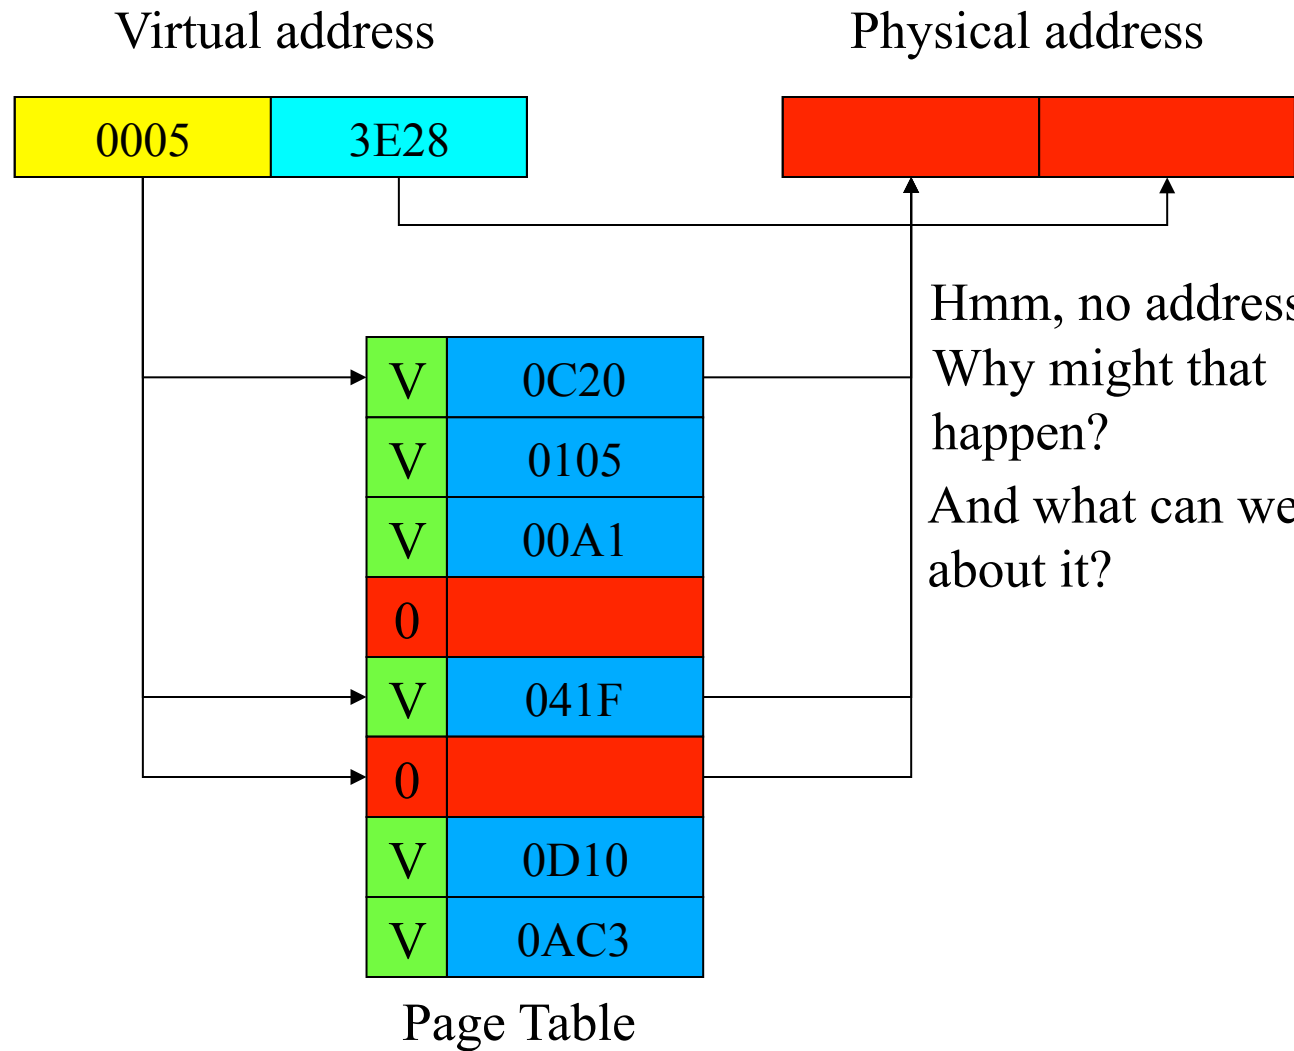 Virtual address
Physical address
0005
3E28
Hmm, no address
Why might that
happen?
And what can we
about it?
V 0C20
V 0105
V 00A1
0
V 041F
0
V 0D10
V 0AC3
Page Table